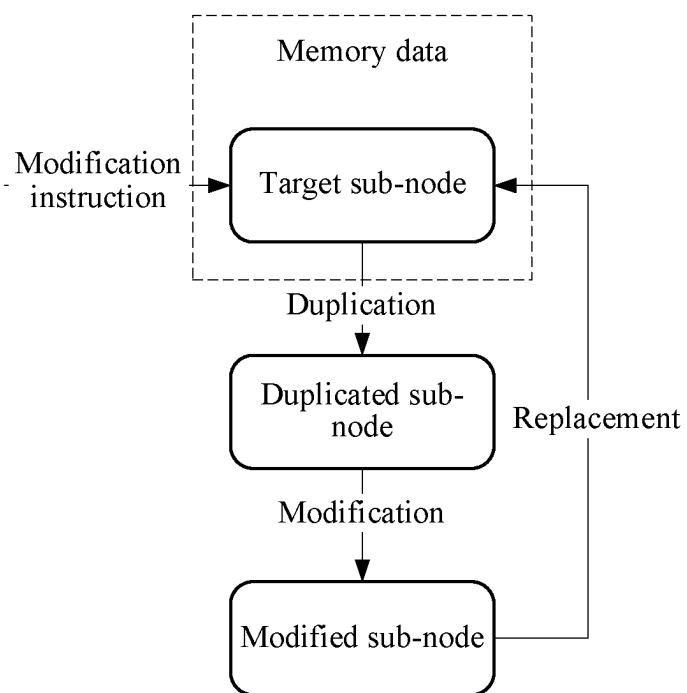 Memory data
Modification
instruction
Target sub-node
Duplication
Duplicated sub-
node
Replacement
Modification
Modified sub-node